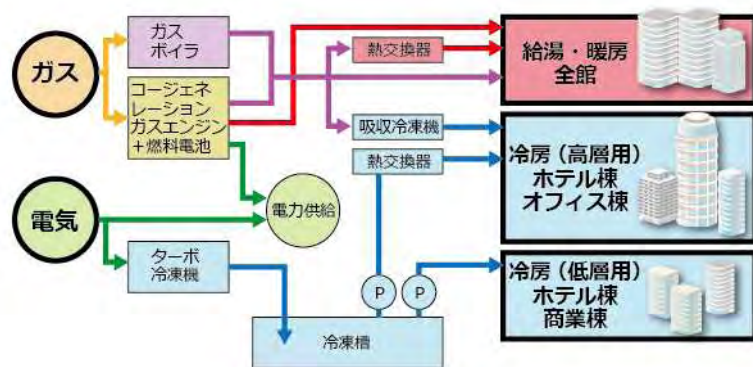 ガス
ガス
ボイラ
コージェネ
レーション
ガスエンジン
＋燃料電池
熱交換器
給湯・暖房
全館
吸収冷凍機
熱交換器
冷房（高層用）
ホテル棟
オフィス棟
電気
電力供給
ターボ
冷凍機
P
P
冷房（低層用）
ホテル棟
商業棟
冷凍槽